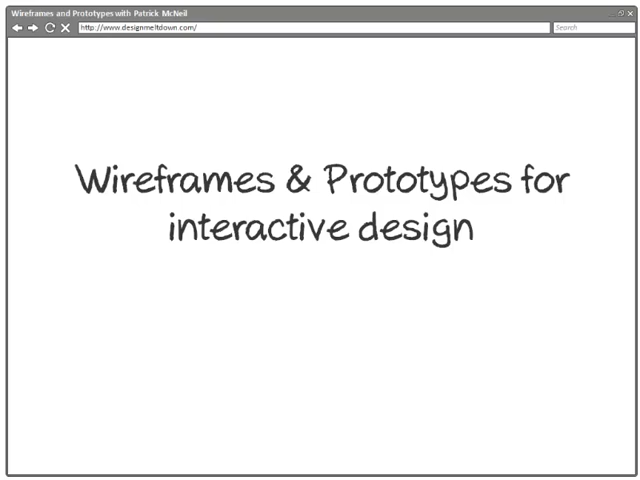 Wireframes and Prototypes with Patrick McNeil
http://www.designmeltdown.com/
Search
Wireframes & Prototypes for
interactive design